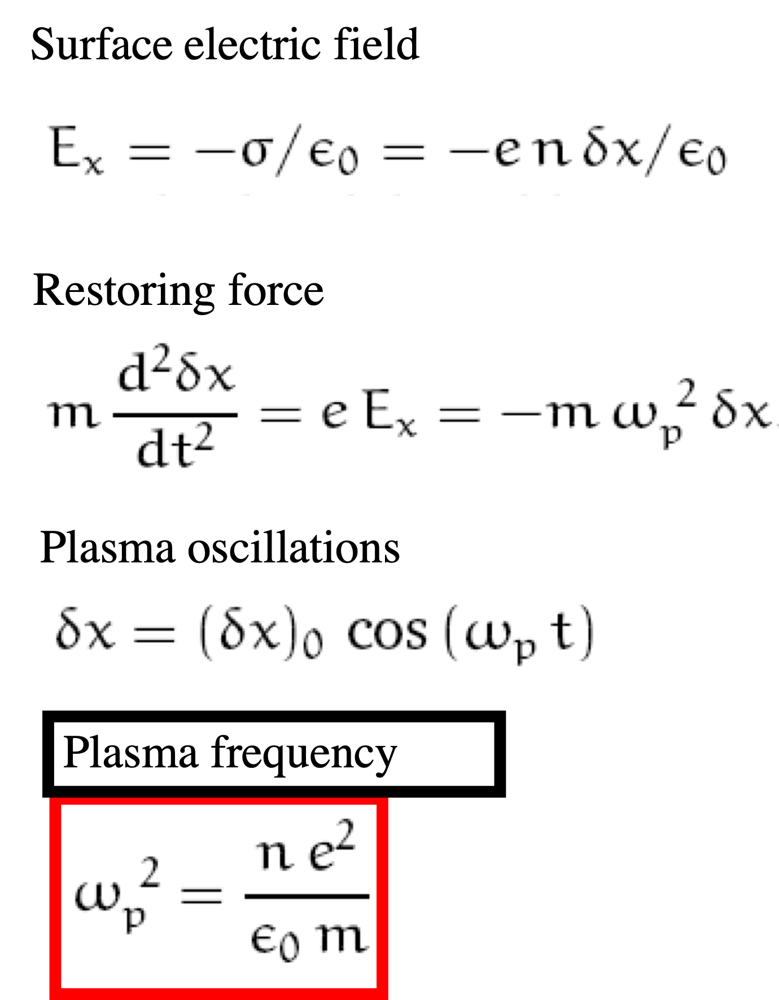 Surface electric field
Eₓ = −σ/ϵ₀ = −e n δx/ϵ₀
Restoring force
m d²δx/dt² = e Eₓ = −m ωₚ² δx.
Plasma oscillations
δx = (δx)₀ cos (ωₚ t)
Plasma frequency
ωₚ² = n e²/ϵ₀ m